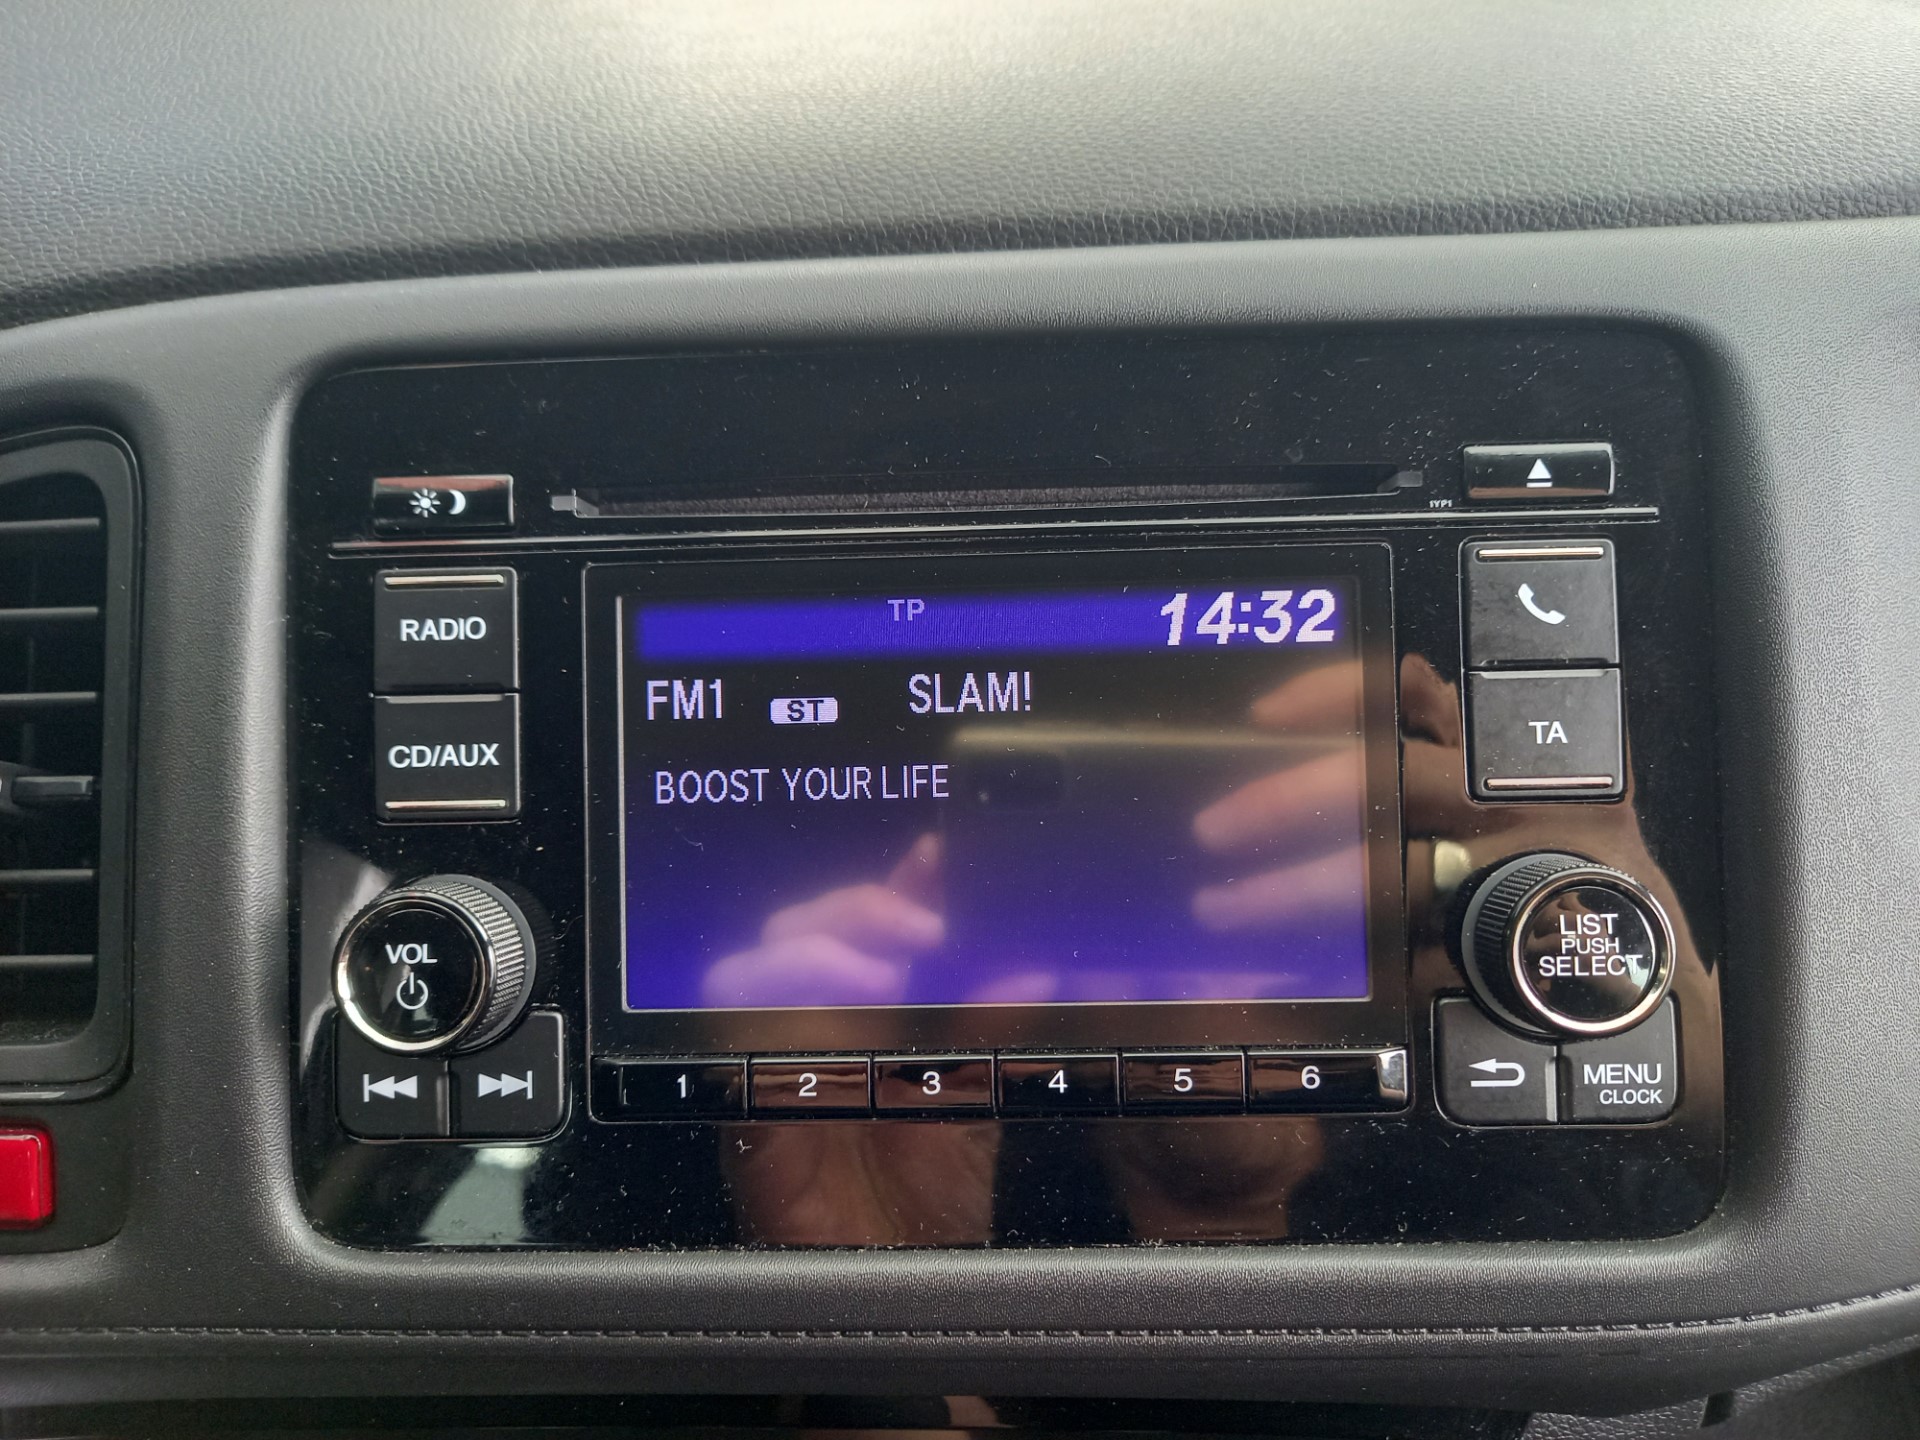 1YP1
RADIO
CD/AUX
VOL
TP 14:32
FM1 ST SLAM!
BOOST YOUR LIFE
1 2 3 4 5 6
TA
LIST
PUSH
SELECT
MENU
CLOCK